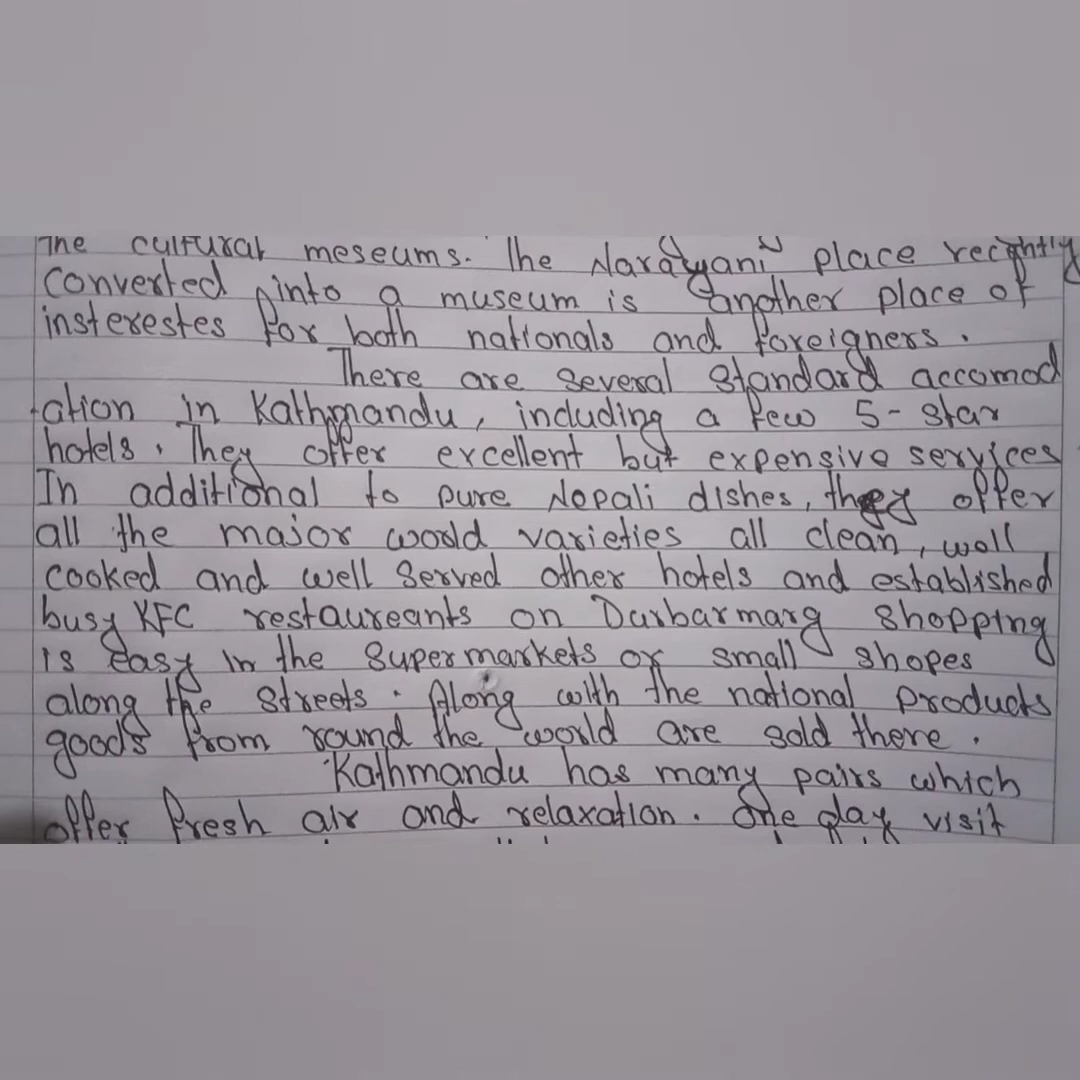 The cultural meseums. The Narayani place recently
converted into a museum is another place of
insterestes for both nationals and foreigners.
There are several standard accomod
-ation in Kathmandu, including a few 5-star
hotels. They offer excellent but expensive services
In additional to pure Nepali dishes, they offer
all the major world varieties all clean, well
cooked and well served other hotels and established
busy KFC restaureants on Durbarmarg shopping
is easy in the supermarkets or small shopes
along the streets. Along with the national products
goods from round the world are sold there.
Kathmandu has many pairs which
offer fresh air and relaxation. One day visit